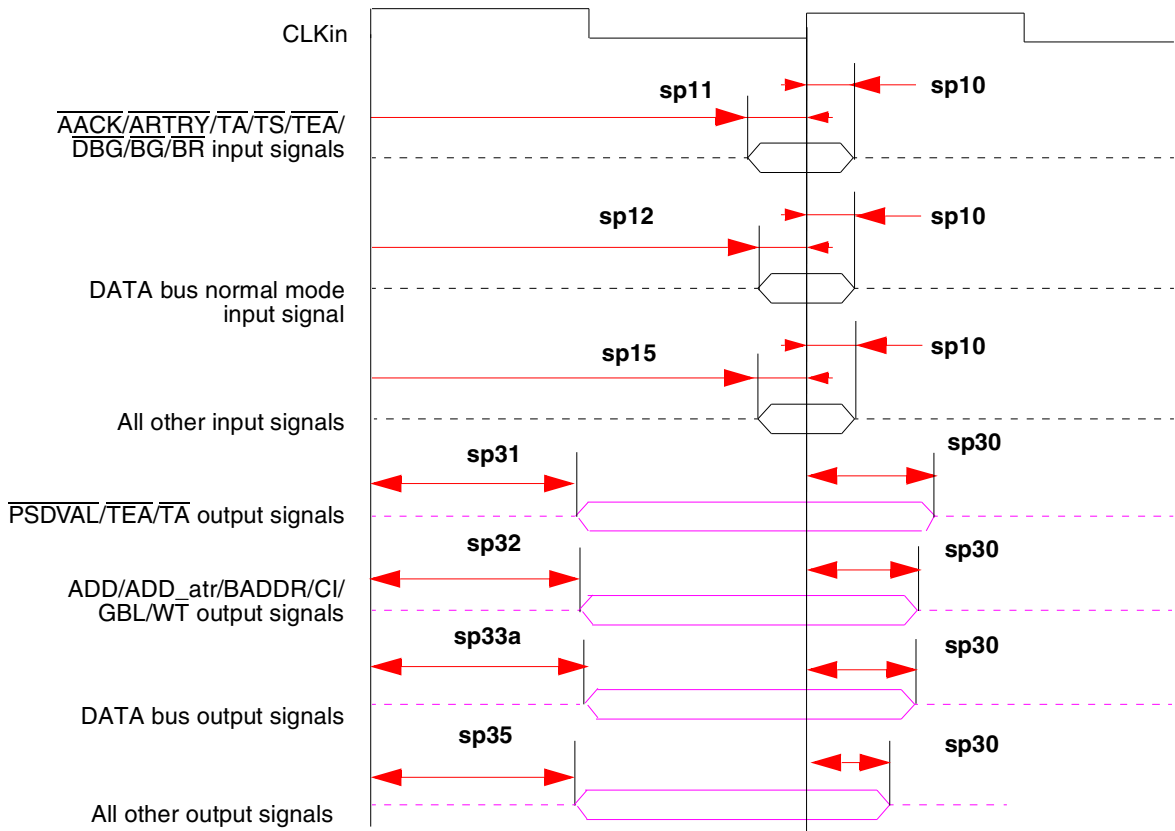 CLKin
sp11
sp10
AACK/ARTRY/TA/TS/TEA/
DBG/BG/BR input signals
sp12
sp10
DATA bus normal mode
input signal
sp15
sp10
All other input signals
sp31
sp30
PSDVAL/TEA/TA output signals
sp32
sp30
ADD/ADD_atr/BADDR/CI/
GBL/WT output signals
sp33a
sp30
DATA bus output signals
sp35
sp30
All other output signals